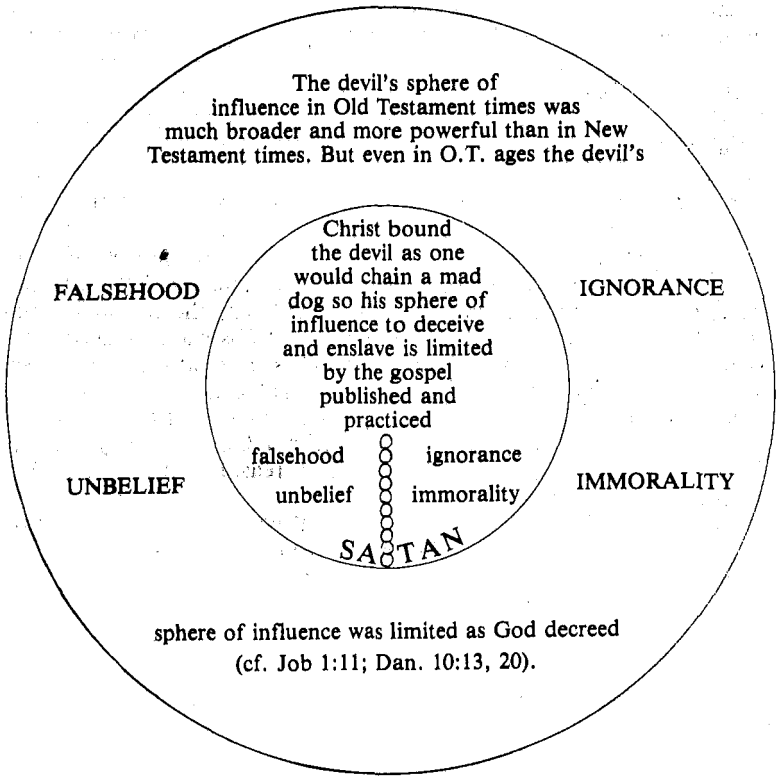 The devil's sphere of
influence in Old Testament times was
much broader and more powerful than in New
Testament times. But even in O.T. ages the devil's
Christ bound
the devil as one
would chain a mad
dog so his sphere of
influence to deceive
and enslave is limited
by the gospel
published and
practiced
FALSEHOOD
IGNORANCE
falsehood
ignorance
UNBELIEF
IMMORALITY
unbelief
immorality
SATAN
sphere of influence was limited as God decreed
(cf. Job 1:11; Dan. 10:13, 20).